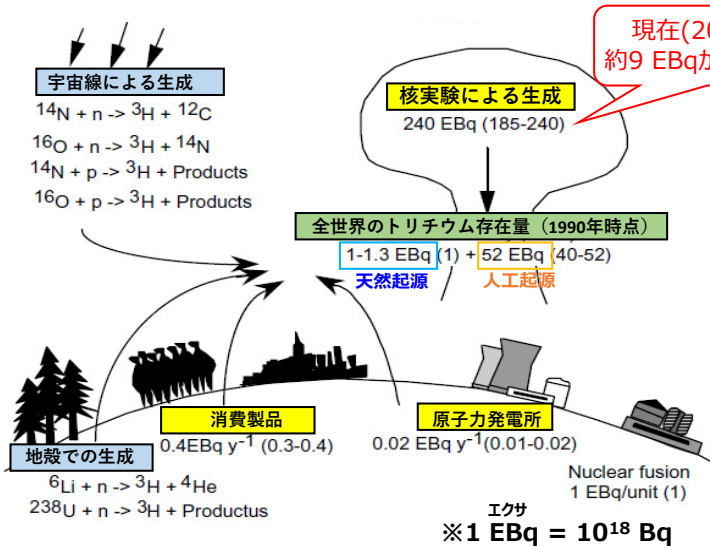 現在(20
約9 EBqが
宇宙線による生成
¹⁴N + n -> ³H + ¹²C
¹⁶O + n -> ³H + ¹⁴N
¹⁴N + p -> ³H + Products
¹⁶O + p -> ³H + Products
核実験による生成
240 EBq (185-240)
全世界のトリチウム存在量（1990年時点）
1-1.3 EBq (1) + 52 EBq (40-52)
天然起源 人工起源
消費製品
0.4EBq y⁻¹ (0.3-0.4)
原子力発電所
0.02 EBq y⁻¹(0.01-0.02)
地殻での生成
⁶Li + n -> ³H + ⁴He
²³⁸U + n -> ³H + Productus
Nuclear fusion
1 EBq/unit (1)
エクサ
※1 EBq = 10¹⁸ Bq